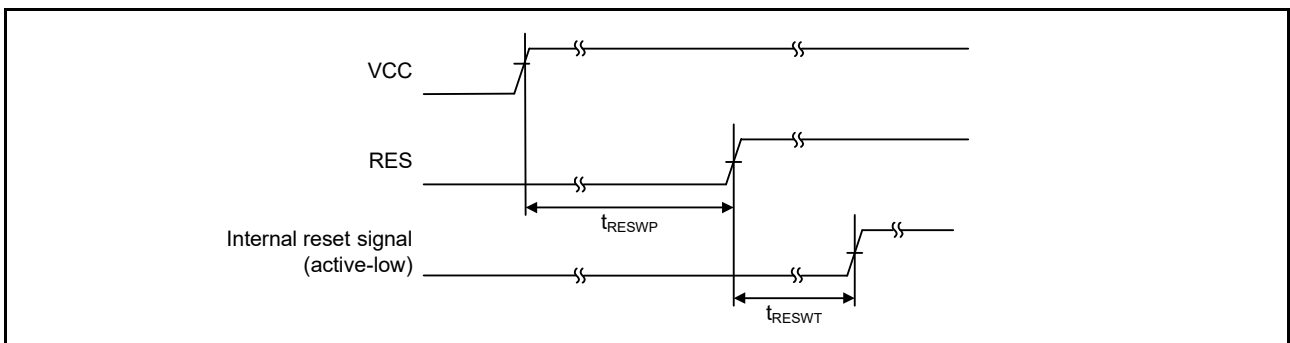 VCC
RES
tRESWP
Internal reset signal
(active-low)
tRESWT